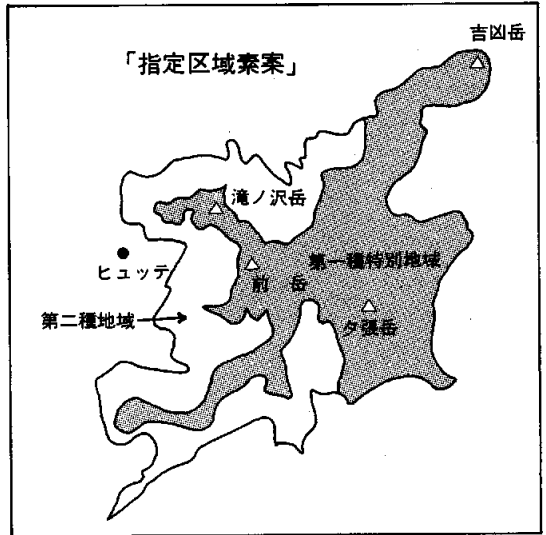 吉凶岳
「指定区域素案」
滝ノ沢岳
ヒュッテ
第一種特別地域
前岳
第二種地域
夕張岳